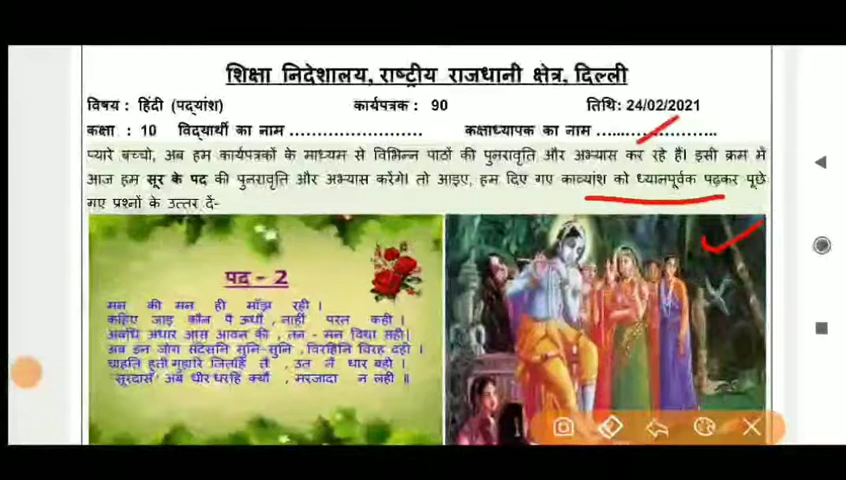 शिक्षा निदेशालय, राष्ट्रीय राजधानी क्षेत्र, दिल्ली
विषय : हिंदी (पद्यांश) कार्यपत्रक : 90 तिथि: 24/02/2021
कक्षा : 10 विद्यार्थी का नाम ........................ कक्षाध्यापक का नाम ......................
प्यारे बच्चो, अब हम कार्यपत्रकों के माध्यम से विभिन्न पाठों की पुनरावृति और अभ्यास कर रहे हैं। इसी क्रम में
आज हम सूर के पद की पुनरावृति और अभ्यास करेंगे। तो आइए, हम दिए गए काव्यांश को ध्यानपूर्वक पढ़कर पूछे
गए प्रश्नों के उत्तर दें-
पद - 2
मन की मन ही माँझ रही ।
कहिए जाइ कौन पै ऊधौ , नाहीं परत कही ।
अवधि अधार आस आवन की , तन - मन बिथा सही।
अब इन जोग सँदेसनि सुनि-सुनि , बिरहिनि बिरह दही ।
चाहति हुतीं गुहारि जितहिं तैं , उत तैं धार बही ।
'सूरदास' अब धीर धरहिं क्यौं , मरजादा न लही ॥